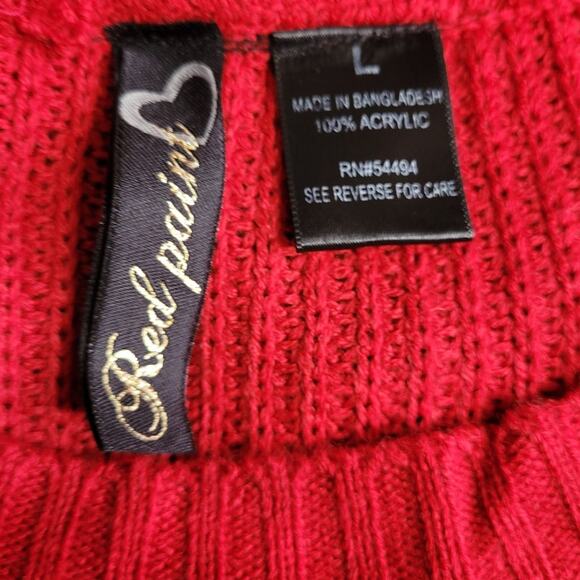 Red paint
L
MADE IN BANGLADESH
100% ACRYLIC
RN#54494
SEE REVERSE FOR CARE